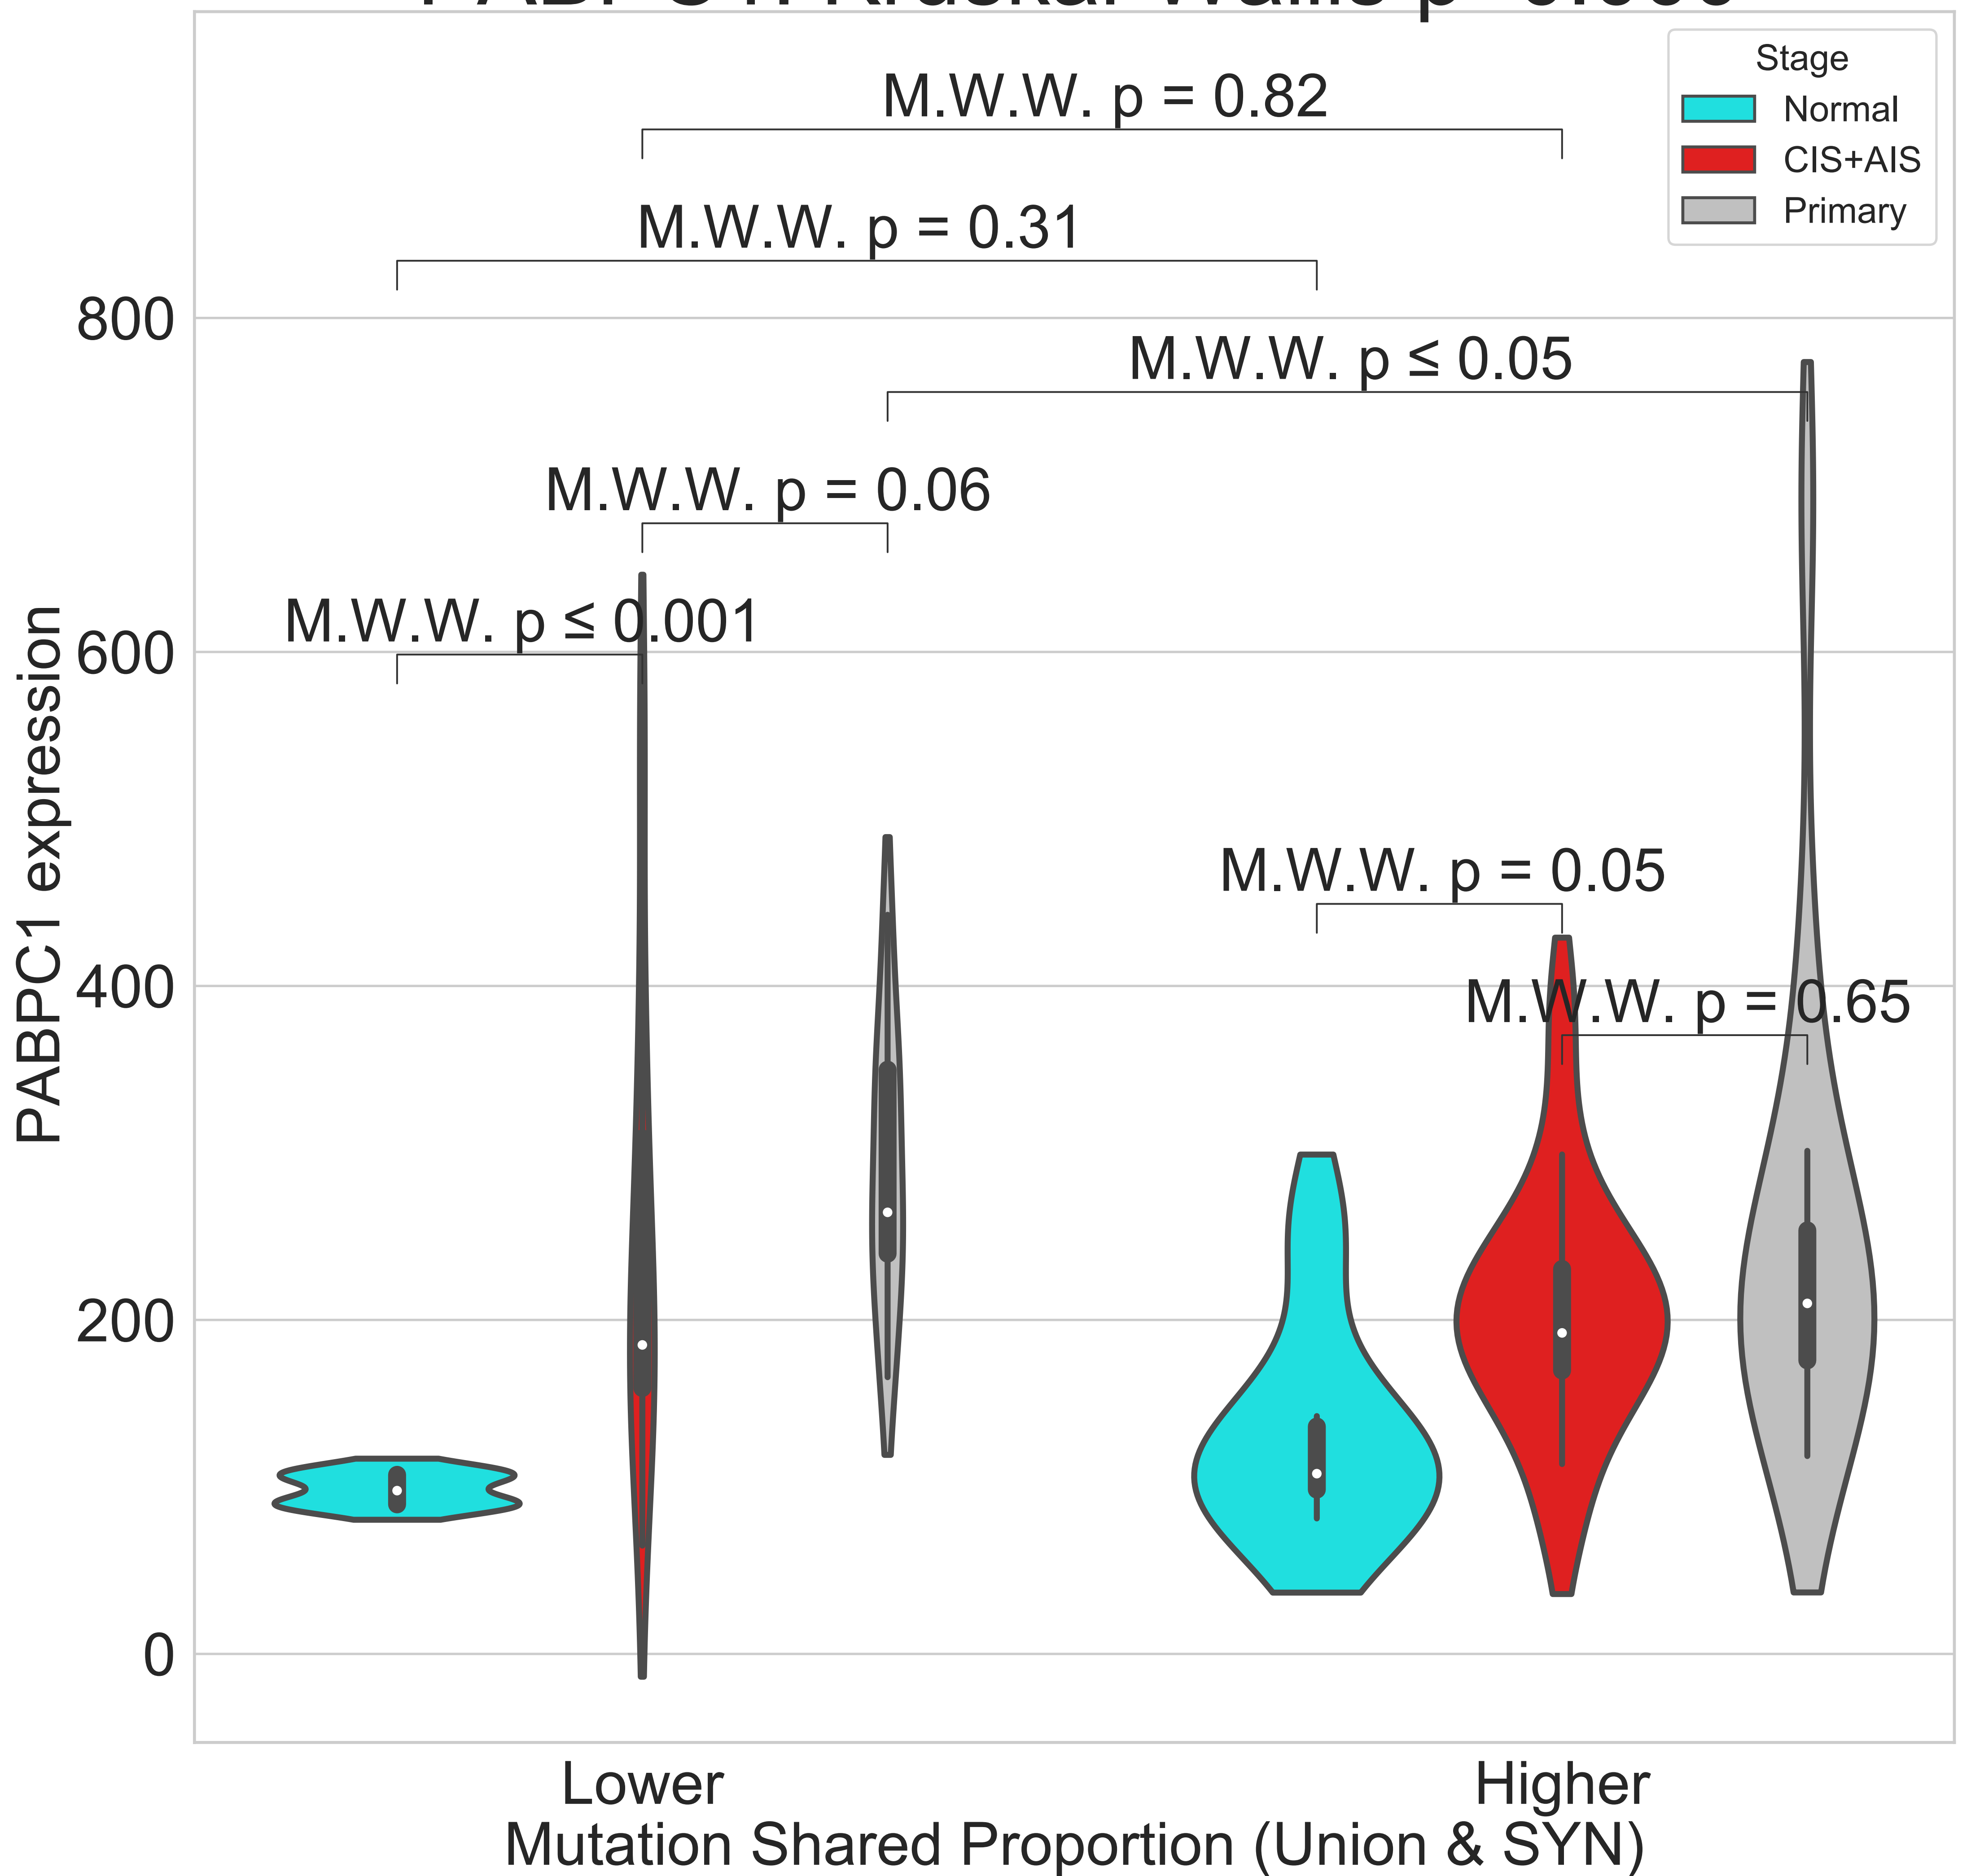 Stage
Normal
CIS+AIS
Primary
M.W.W. p = 0.82
M.W.W. p = 0.31
M.W.W. p ≤ 0.05
M.W.W. p = 0.06
M.W.W. p ≤ 0.001
M.W.W. p = 0.05
M.W.W. p = 0.65
800
600
400
200
0
PABPC1 expression
Lower
Higher
Mutation Shared Proportion (Union & SYN)